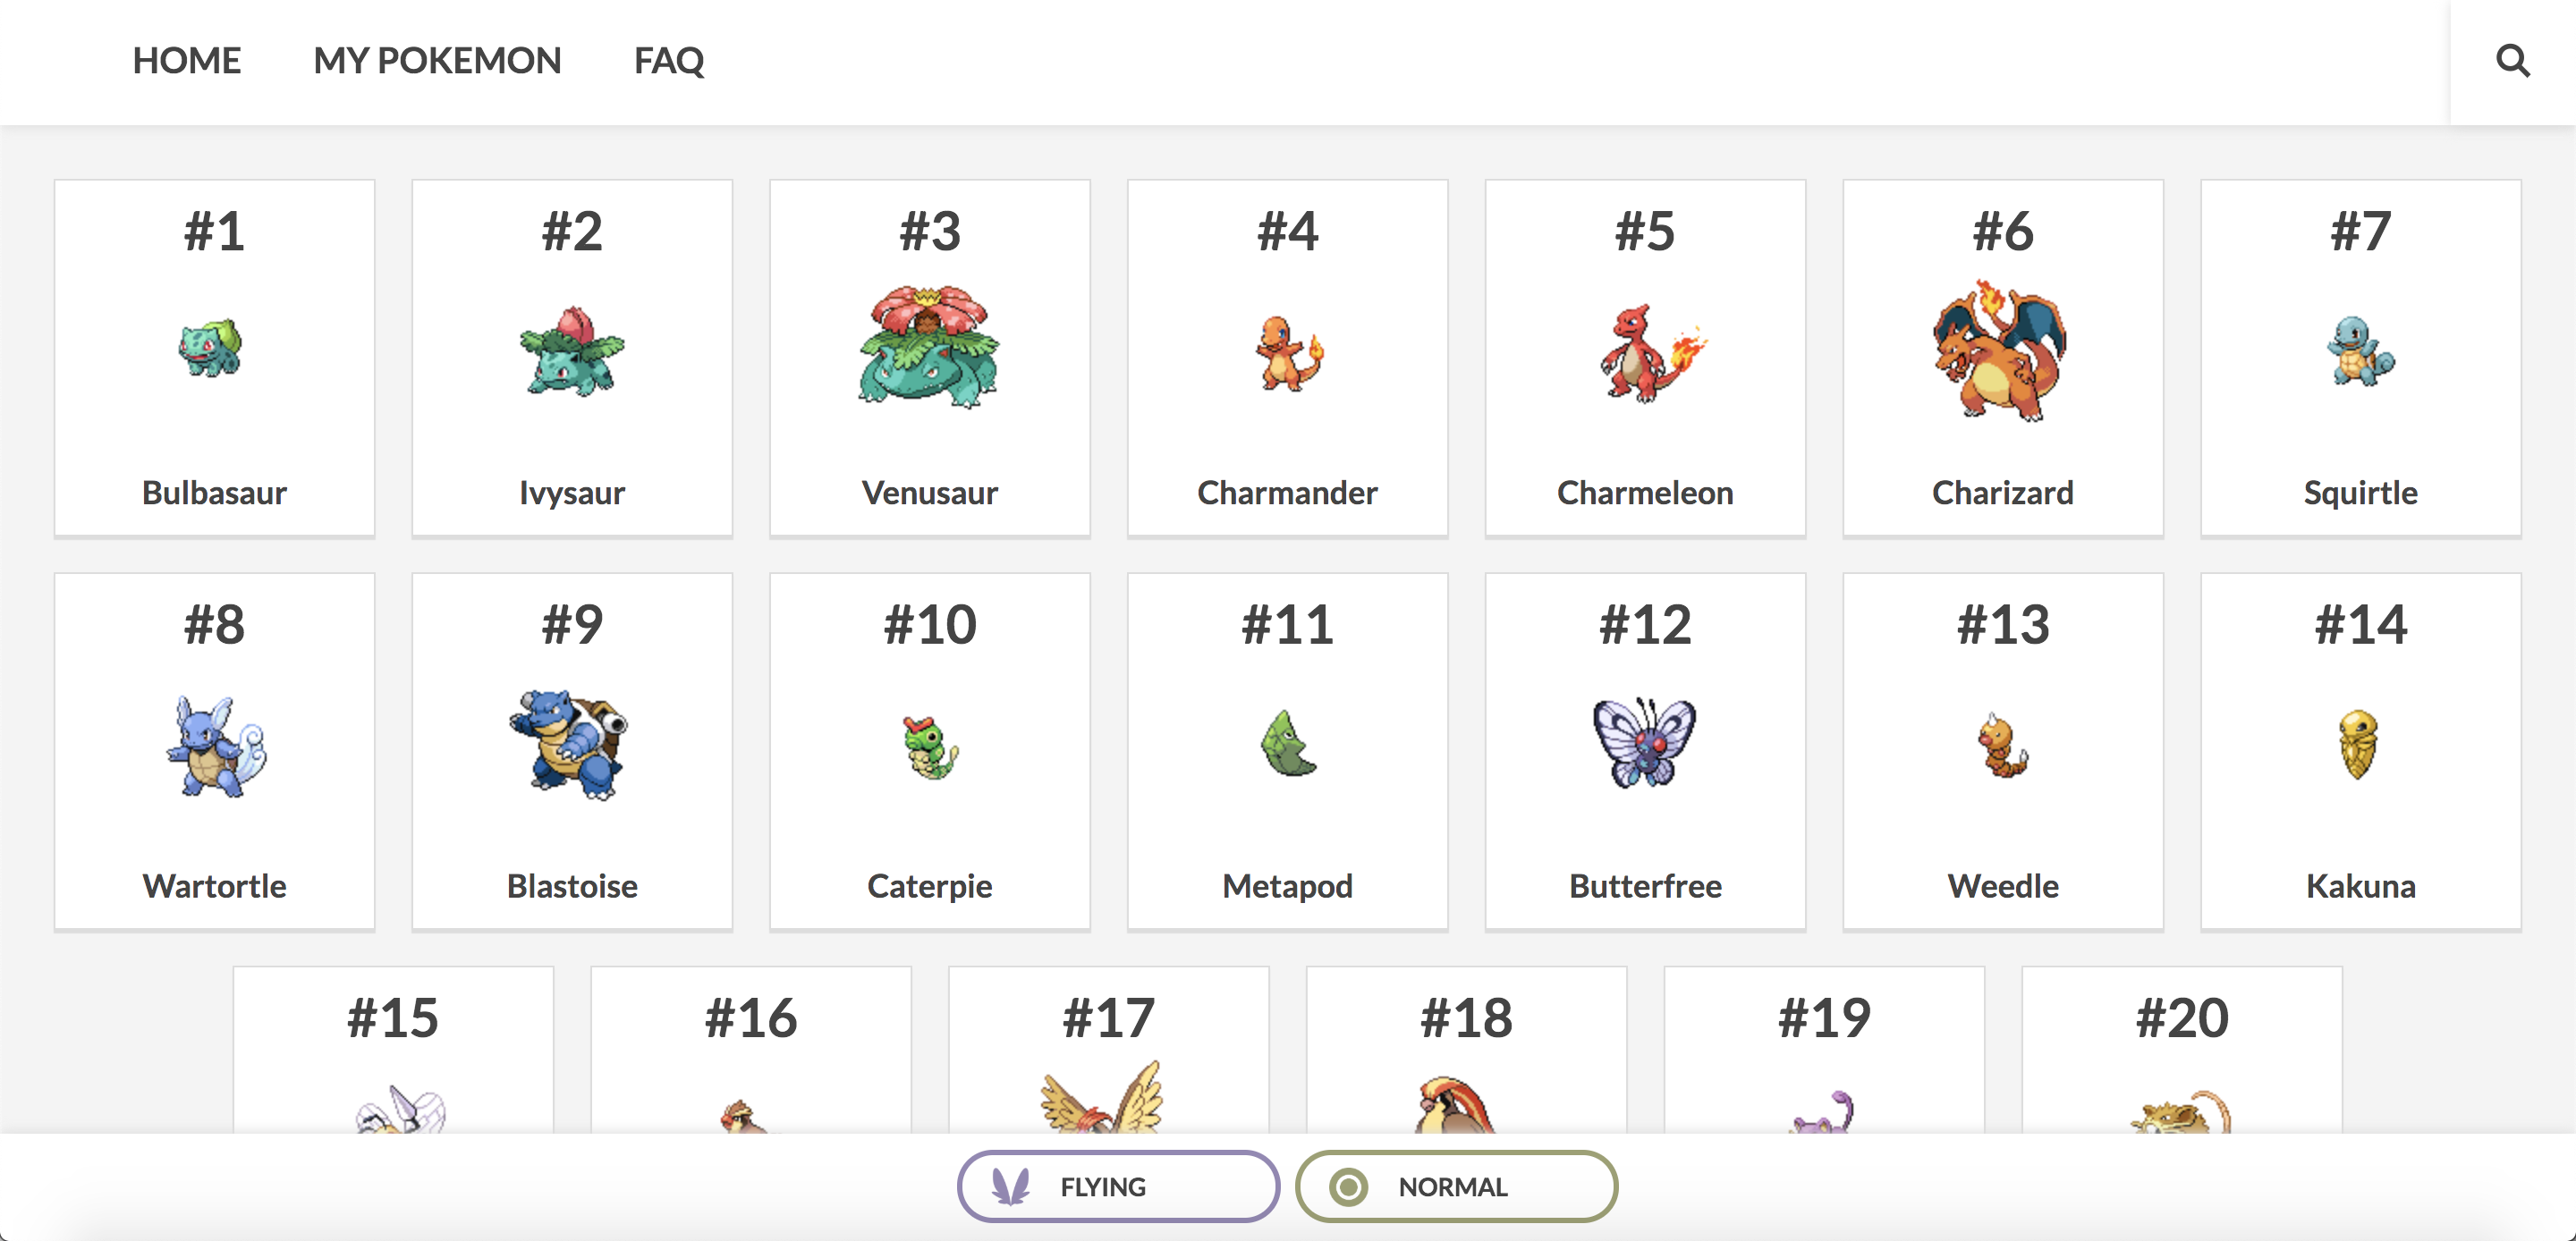 HOME MY POKEMON FAQ
#1 #2 #3 #4 #5 #6 #7
Bulbasaur Ivysaur Venusaur Charmander Charmeleon Charizard Squirtle
#8 #9 #10 #11 #12 #13 #14
Wartortle Blastoise Caterpie Metapod Butterfree Weedle Kakuna
#15 #16 #17 #18 #19 #20
FLYING NORMAL